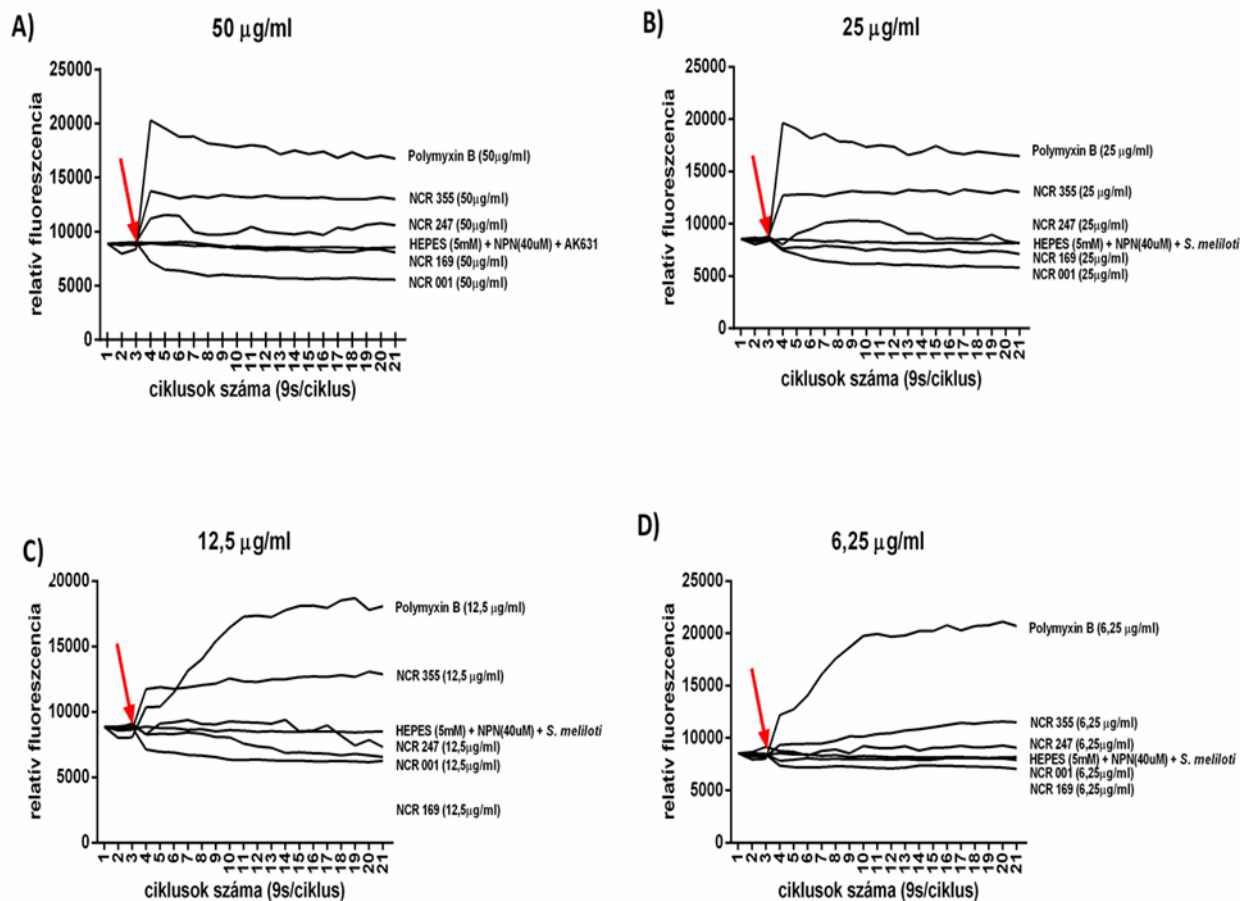 A)
50 μg/ml
relativ fluoreszcencia
25000
20000
15000
10000
5000
0
1 2 3 4 5 6 7 8 9 10 11 12 13 14 15 16 17 18 19 20 21
ciklusok száma (9s/ciklus)
Polymyxin B (50μg/ml)
NCR 355 (50μg/ml)
NCR 247 (50μg/ml)
HEPES (5mM) + NPN(40uM) + AK631
NCR 169 (50μg/ml)
NCR 001 (50μg/ml)
B)
25 μg/ml
relativ fluoreszcencia
25000
20000
15000
10000
5000
0
1 2 3 4 5 6 7 8 9 10 11 12 13 14 15 16 17 18 19 20 21
ciklusok száma (9s/ciklus)
Polymyxin B (25 μg/ml)
NCR 355 (25 μg/ml)
NCR 247 (25μg/ml)
HEPES (5mM) + NPN(40uM) + S. meliloti
NCR 169 (25μg/ml)
NCR 001 (25μg/ml)
C)
12,5 μg/ml
relativ fluoreszcencia
20000
15000
10000
5000
0
1 2 3 4 5 6 7 8 9 10 11 12 13 14 15 16 17 18 19 20 21
ciklusok száma (9s/ciklus)
Polymyxin B (12,5 μg/ml)
NCR 355 (12,5 μg/ml)
HEPES (5mM) + NPN(40uM) + S. meliloti
NCR 247 (12,5μg/ml)
NCR 001 (12,5μg/ml)
NCR 169 (12,5μg/ml)
D)
6,25 μg/ml
relativ fluoreszcencia
25000
20000
15000
10000
5000
0
1 2 3 4 5 6 7 8 9 10 11 12 13 14 15 16 17 18 19 20 21
ciklusok száma (9s/ciklus)
Polymyxin B (6,25 μg/ml)
NCR 355 (6,25 μg/ml)
NCR 247 (6,25μg/ml)
HEPES (5mM) + NPN(40uM) + S. meliloti
NCR 001 (6,25μg/ml)
NCR 169 (6,25μg/ml)